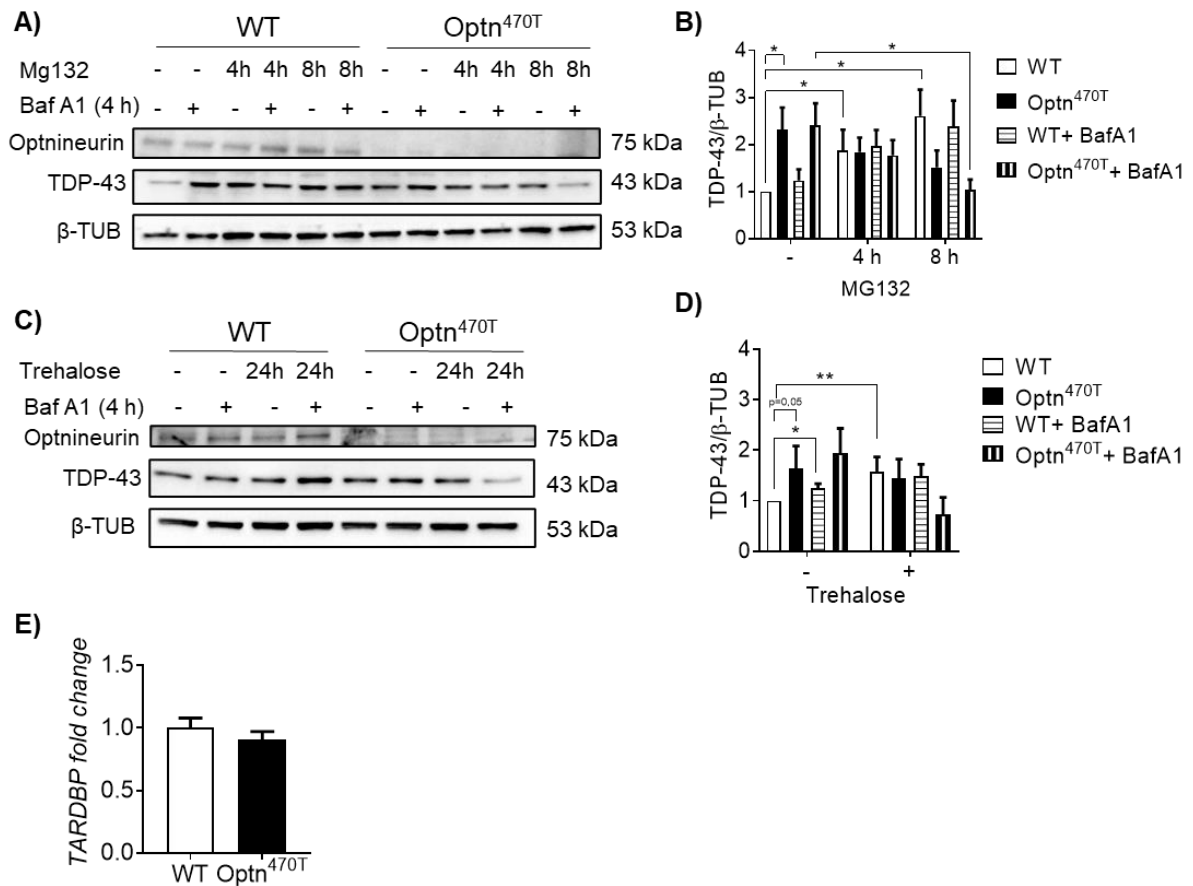 A)
WT Optn470T
Mg132 - - 4h 4h 8h 8h - - 4h 4h 8h 8h
Baf A1 (4 h) - + - + - + - + - + - +
Optnineurin 75 kDa
TDP-43 43 kDa
β-TUB 53 kDa
B)
TDP-43/β-TUB
4
3
2
1
0
* * * *
- 4 h 8 h
MG132
WT
Optn470T
WT+ BafA1
Optn470T+ BafA1
C)
WT Optn470T
Trehalose - - 24h 24h - - 24h 24h
Baf A1 (4 h) - + - + - + - +
Optnineurin 75 kDa
TDP-43 43 kDa
β-TUB 53 kDa
D)
TDP-43/β-TUB
4
3
2
1
0
**
p=0,05
*
- +
Trehalose
WT
Optn470T
WT+ BafA1
Optn470T+ BafA1
E)
TARDBP fold change
1.5
1.0
0.5
0.0
WT Optn470T